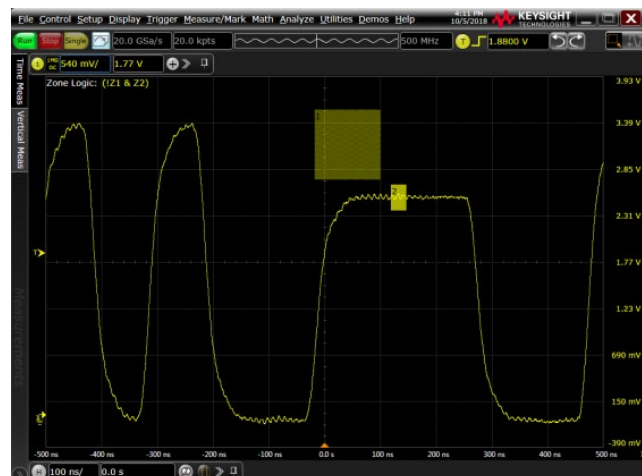 File Control Setup Display Trigger Measure/Mark Math Analyze Utilities Demos Help
4:11 PM
10/5/2018
KEYSIGHT
TECHNOLOGIES
Run Stop Single 20.0 GSa/s 20.0 kpts 500 MHz T 1.8800 V
1 540 mV/ 1.77 V
Time Meas
Vertical Meas
Measurements
Zone Logic: (!Z1 & Z2)
1
2
T
3.93 V
3.39 V
2.85 V
2.31 V
1.77 V
1.23 V
690 mV
150 mV
-390 mV
-500 ns -400 ns -300 ns -200 ns -100 ns 0.0 s 100 ns 200 ns 300 ns 400 ns 500 ns
H 100 ns/ 0.0 s